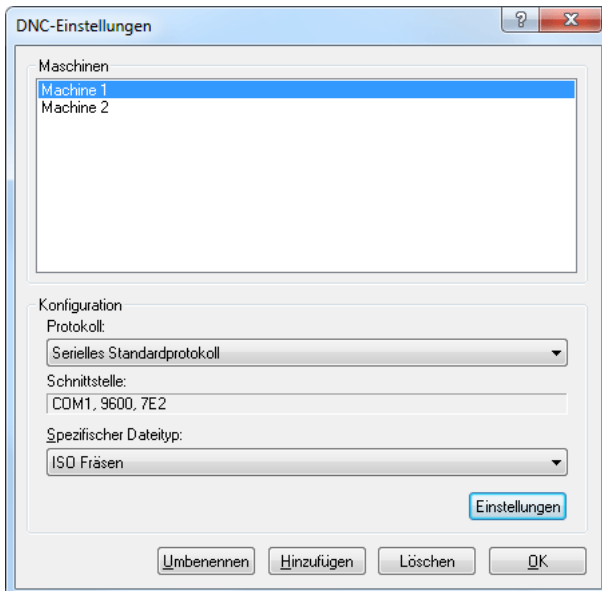 DNC-Einstellungen
Maschinen
Machine 1
Machine 2
Konfiguration
Protokoll:
Serielles Standardprotokoll
Schnittstelle:
COM1, 9600, 7E2
Spezifischer Dateityp:
ISO Fräsen
Einstellungen
Umbenennen Hinzufügen Löschen OK